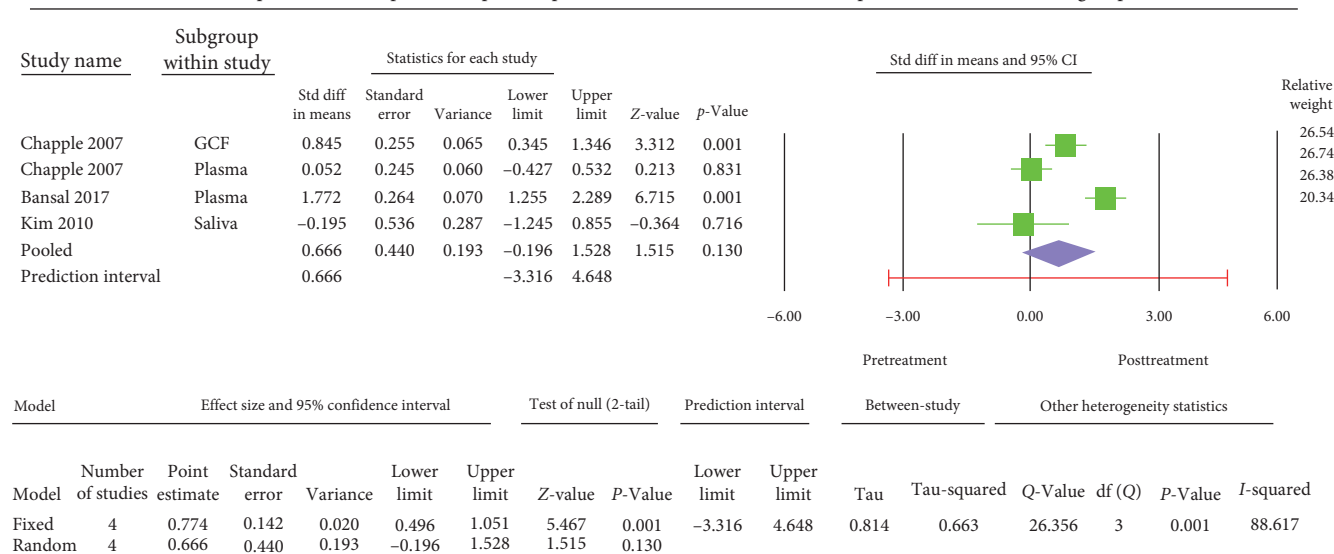 Study name Subgroup within study Statistics for each study Std diff in means and 95% CI
Std diff in means Standard error Variance Lower limit Upper limit Z-value p-Value Relative weight
Chapple 2007 GCF 0.845 0.255 0.065 0.345 1.346 3.312 0.001 26.54
Chapple 2007 Plasma 0.052 0.245 0.060 –0.427 0.532 0.213 0.831 26.74
Bansal 2017 Plasma 1.772 0.264 0.070 1.255 2.289 6.715 0.001 26.38
Kim 2010 Saliva –0.195 0.536 0.287 –1.245 0.855 –0.364 0.716 20.34
Pooled 0.666 0.440 0.193 –0.196 1.528 1.515 0.130
Prediction interval 0.666 –3.316 4.648
–6.00 –3.00 0.00 3.00 6.00
Pretreatment Posttreatment
Model Effect size and 95% confidence interval Test of null (2-tail) Prediction interval Between-study Other heterogeneity statistics
Model Number of studies Point estimate Standard error Variance Lower limit Upper limit Z-value P-Value Lower limit Upper limit Tau Tau-squared Q-Value df (Q) P-Value I-squared
Fixed 4 0.774 0.142 0.020 0.496 1.051 5.467 0.001 –3.316 4.648 0.814 0.663 26.356 3 0.001 88.617
Random 4 0.666 0.440 0.193 –0.196 1.528 1.515 0.130